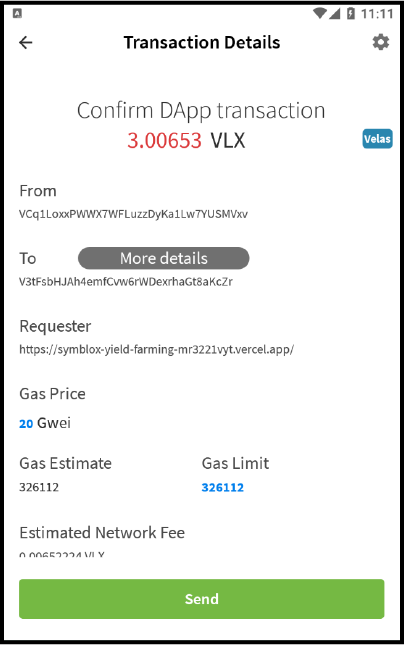 11:11
Transaction Details
Confirm DApp transaction
3.00653 VLX
Velas
From
VCq1LoxxPWWX7WFLuzzDyKa1Lw7YUSMVxv
To More details
V3tFsbHJAh4emfCvw6rWDexrhaGt8aKcZr
Requester
https://symblox-yield-farming-mr3221vyt.vercel.app/
Gas Price
20 Gwei
Gas Estimate Gas Limit
326112 326112
Estimated Network Fee
0.00652224 VLX
Send